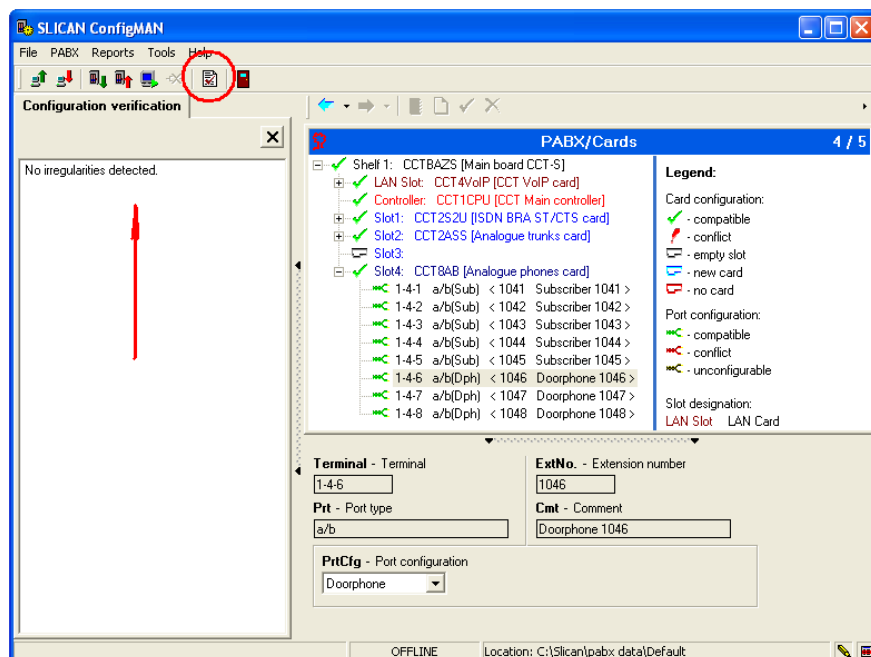 SLICAN ConfigMAN
File PABX Reports Tools Help
Configuration verification
No irregularities detected.
PABX/Cards 4 / 5
Shelf 1: CCTBAZS [Main board CCT-S]
LAN Slot: CCT4VoIP [CCT VoIP card]
Controller: CCT1CPU [CCT Main controller]
Slot1: CCT2S2U [ISDN BRA ST/CTS card]
Slot2: CCT2ASS [Analogue trunks card]
Slot3:
Slot4: CCT8AB [Analogue phones card]
1-4-1 a/b(Sub) < 1041 Subscriber 1041 >
1-4-2 a/b(Sub) < 1042 Subscriber 1042 >
1-4-3 a/b(Sub) < 1043 Subscriber 1043 >
1-4-4 a/b(Sub) < 1044 Subscriber 1044 >
1-4-5 a/b(Sub) < 1045 Subscriber 1045 >
1-4-6 a/b(Dph) < 1046 Doorphone 1046 >
1-4-7 a/b(Dph) < 1047 Doorphone 1047 >
1-4-8 a/b(Dph) < 1048 Doorphone 1048 >
Legend:
Card configuration:
- compatible
- conflict
- empty slot
- new card
- no card
Port configuration:
- compatible
- conflict
- unconfigurable
Slot designation:
LAN Slot LAN Card
Terminal - Terminal
1-4-6
ExtNo. - Extension number
1046
Prt - Port type
a/b
Cmt - Comment
Doorphone 1046
PrtCfg - Port configuration
Doorphone
OFFLINE Location: C:\Slican\pabx data\Default